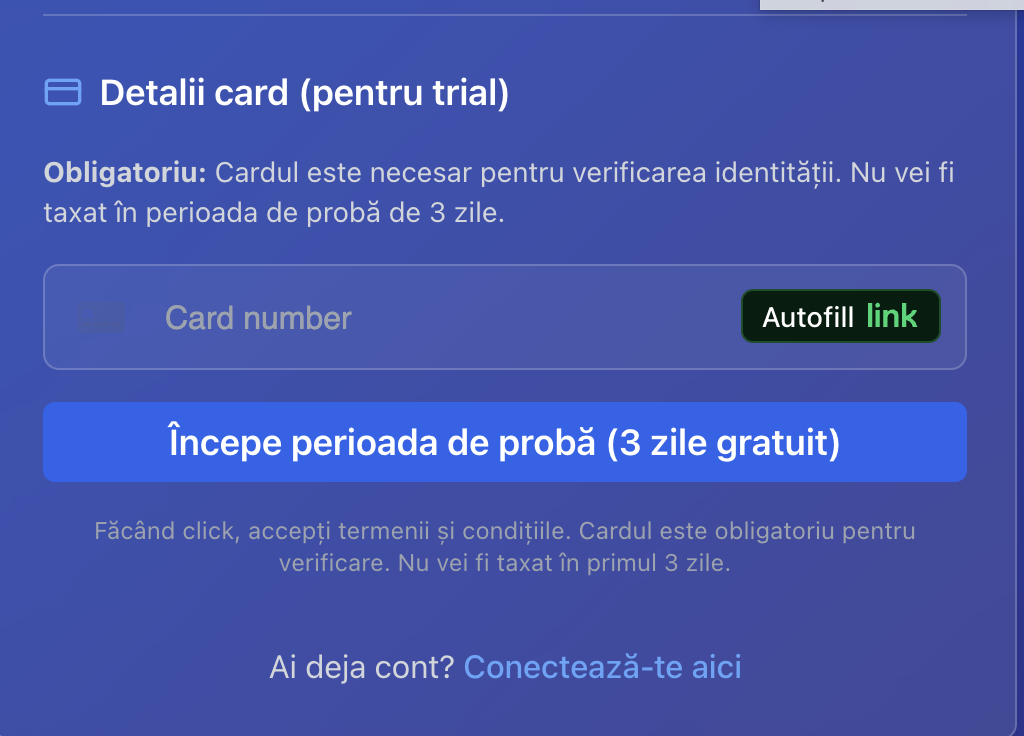 Detalii card (pentru trial)
Obligatoriu: Cardul este necesar pentru verificarea identității. Nu vei fi
taxat în perioada de probă de 3 zile.
Card number
Autofill link
Începe perioada de probă (3 zile gratuit)
Făcând click, accepți termenii și condițiile. Cardul este obligatoriu pentru
verificare. Nu vei fi taxat în primul 3 zile.
Ai deja cont? Conectează-te aici